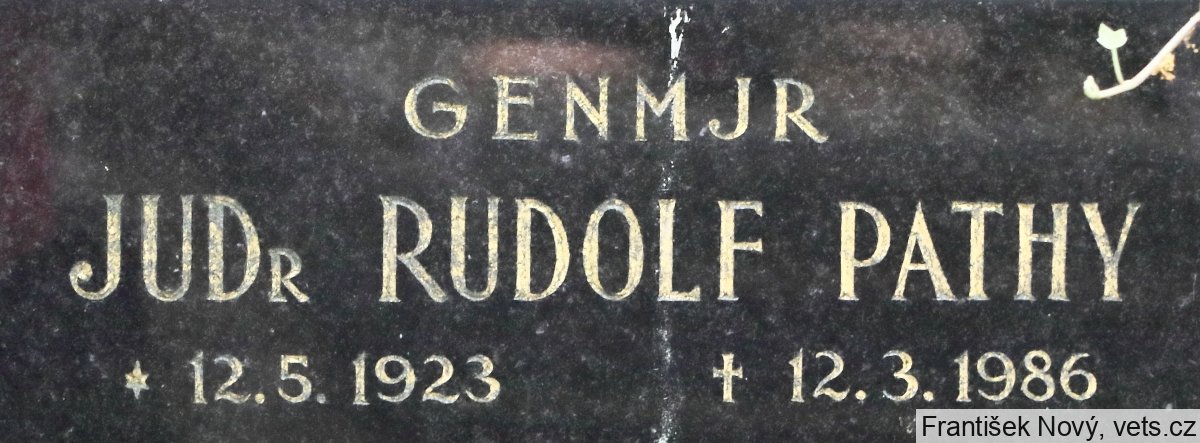 GENMJR
JUDR RUDOLF PATHY
* 12.5.1923 † 12.3.1986
František Nový, vets.cz